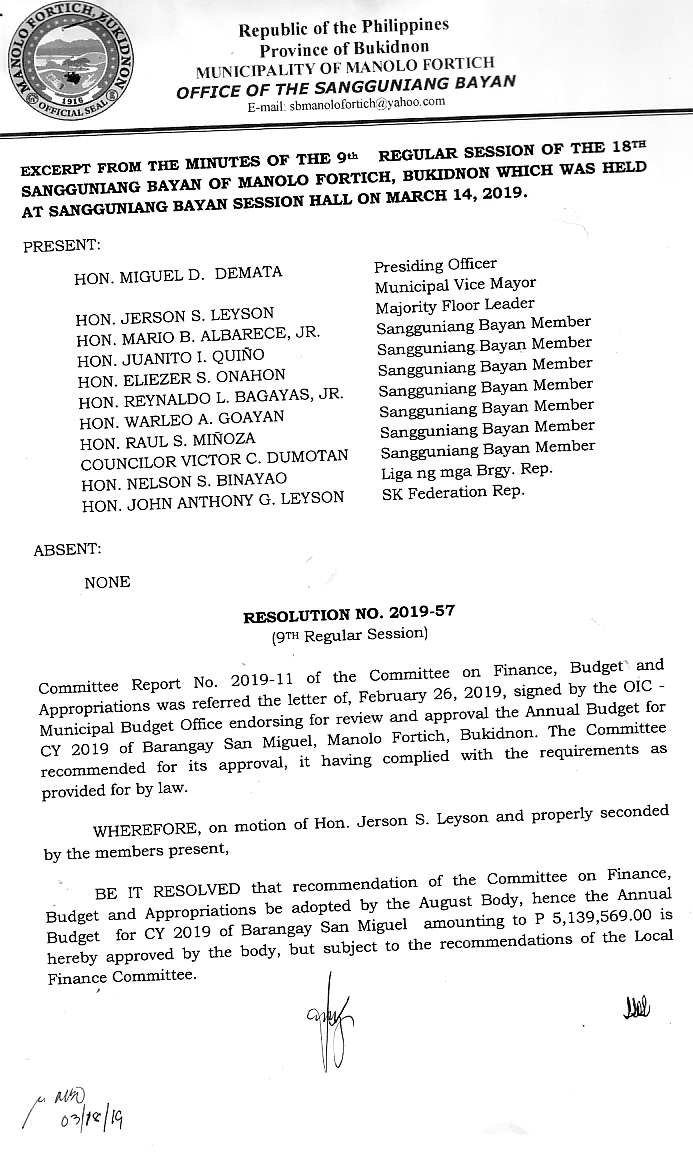 MANOLO FORTICH, BUKIDNON
1916
OFFICIAL SEAL
Republic of the Philippines
Province of Bukidnon
MUNICIPALITY OF MANOLO FORTICH
OFFICE OF THE SANGGUNIANG BAYAN
E-mail: sbmanolofortich@yahoo.com
EXCERPT FROM THE MINUTES OF THE 9th REGULAR SESSION OF THE 18TH
SANGGUNIANG BAYAN OF MANOLO FORTICH, BUKIDNON WHICH WAS HELD
AT SANGGUNIANG BAYAN SESSION HALL ON MARCH 14, 2019.
PRESENT:
HON. MIGUEL D. DEMATA Presiding Officer
Municipal Vice Mayor
HON. JERSON S. LEYSON Majority Floor Leader
HON. MARIO B. ALBARECE, JR. Sangguniang Bayan Member
HON. JUANITO I. QUIÑO Sangguniang Bayan Member
HON. ELIEZER S. ONAHON Sangguniang Bayan Member
HON. REYNALDO L. BAGAYAS, JR. Sangguniang Bayan Member
HON. WARLEO A. GOAYAN Sangguniang Bayan Member
HON. RAUL S. MIÑOZA Sangguniang Bayan Member
COUNCILOR VICTOR C. DUMOTAN Sangguniang Bayan Member
HON. NELSON S. BINAYAO Liga ng mga Brgy. Rep.
HON. JOHN ANTHONY G. LEYSON SK Federation Rep.
ABSENT:
NONE
RESOLUTION NO. 2019-57
(9TH Regular Session)
Committee Report No. 2019-11 of the Committee on Finance, Budget and
Appropriations was referred the letter of, February 26, 2019, signed by the OIC -
Municipal Budget Office endorsing for review and approval the Annual Budget for
CY 2019 of Barangay San Miguel, Manolo Fortich, Bukidnon. The Committee
recommended for its approval, it having complied with the requirements as
provided for by law.
WHEREFORE, on motion of Hon. Jerson S. Leyson and properly seconded
by the members present,
BE IT RESOLVED that recommendation of the Committee on Finance,
Budget and Appropriations be adopted by the August Body, hence the Annual
Budget for CY 2019 of Barangay San Miguel amounting to P 5,139,569.00 is
hereby approved by the body, but subject to the recommendations of the Local
Finance Committee.
03/18/19